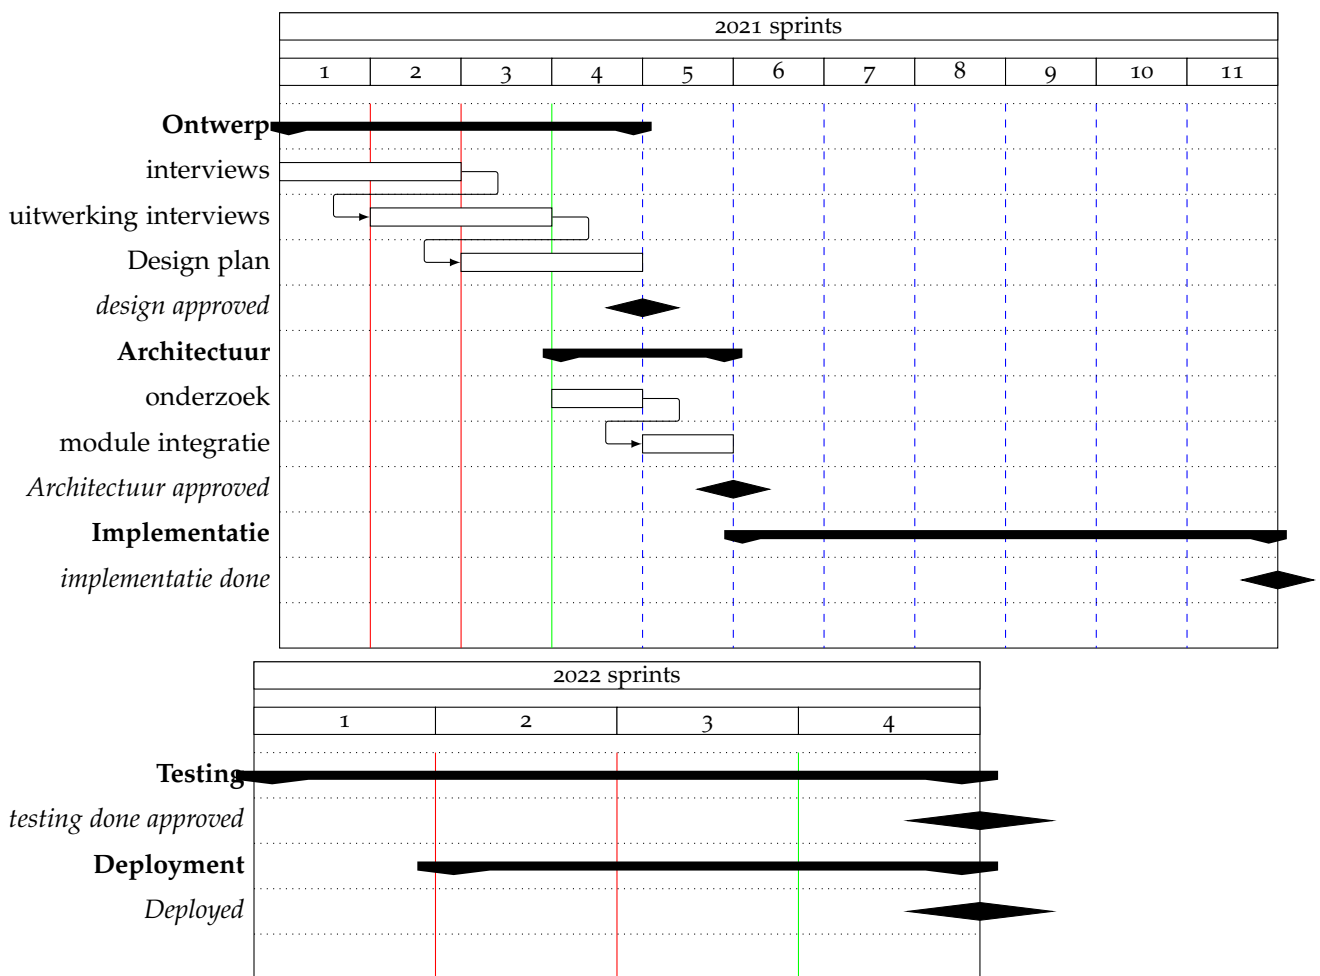 2021 sprints
1 2 3 4 5 6 7 8 9 10 11
Ontwerp
interviews
uitwerking interviews
Design plan
design approved
Architectuur
onderzoek
module integratie
Architectuur approved
Implementatie
implementatie done
2022 sprints
1 2 3 4
Testing
testing done approved
Deployment
Deployed